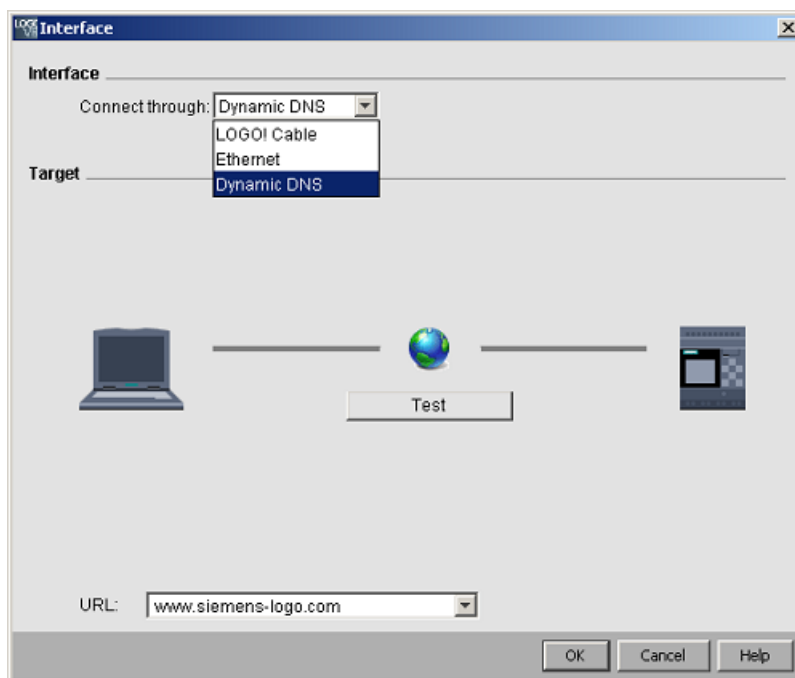 Interface
Interface
Connect through: Dynamic DNS
LOGO! Cable
Ethernet
Dynamic DNS
Target
Test
URL: www.siemens-logo.com
OK Cancel Help